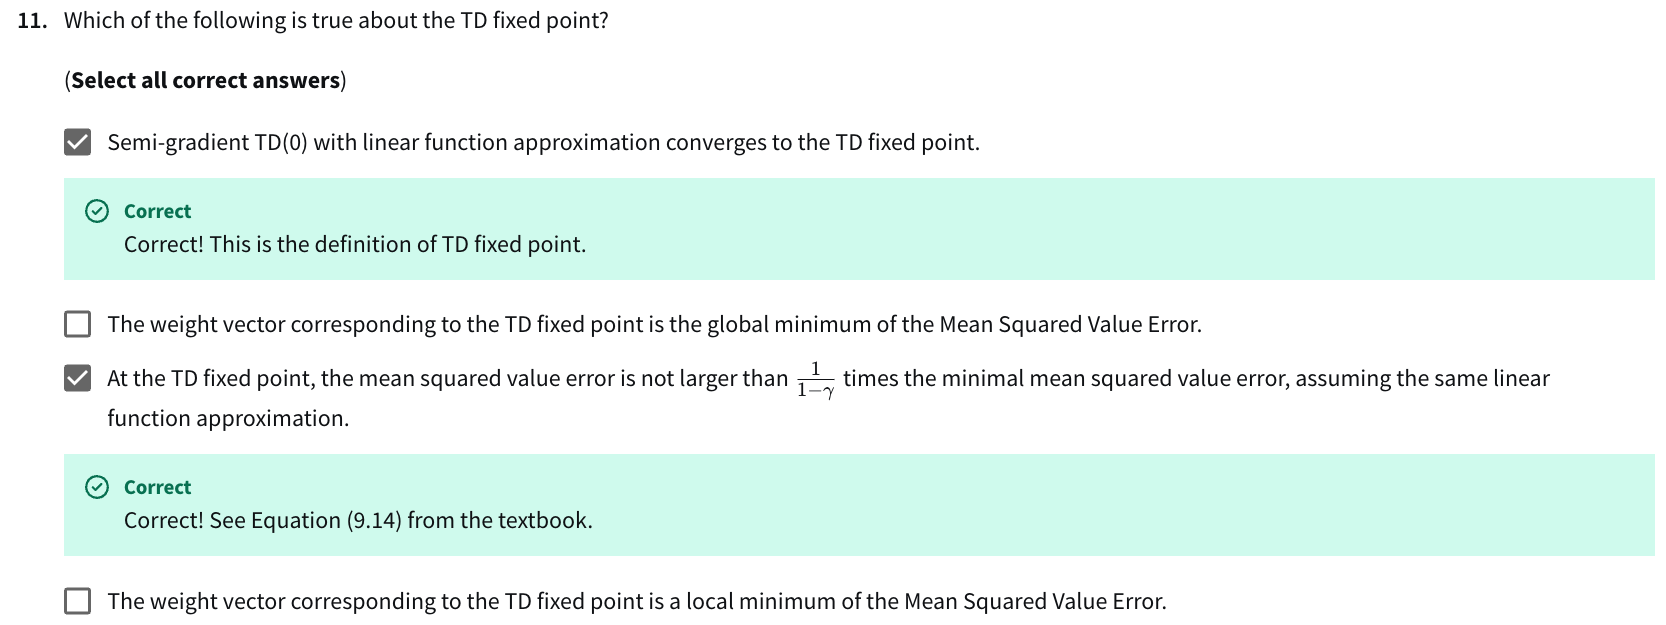 11. Which of the following is true about the TD fixed point?
(Select all correct answers)
Semi-gradient TD(0) with linear function approximation converges to the TD fixed point.
Correct
Correct! This is the definition of TD fixed point.
The weight vector corresponding to the TD fixed point is the global minimum of the Mean Squared Value Error.
At the TD fixed point, the mean squared value error is not larger than $\frac{1}{1-\gamma}$ times the minimal mean squared value error, assuming the same linear
function approximation.
Correct
Correct! See Equation (9.14) from the textbook.
The weight vector corresponding to the TD fixed point is a local minimum of the Mean Squared Value Error.